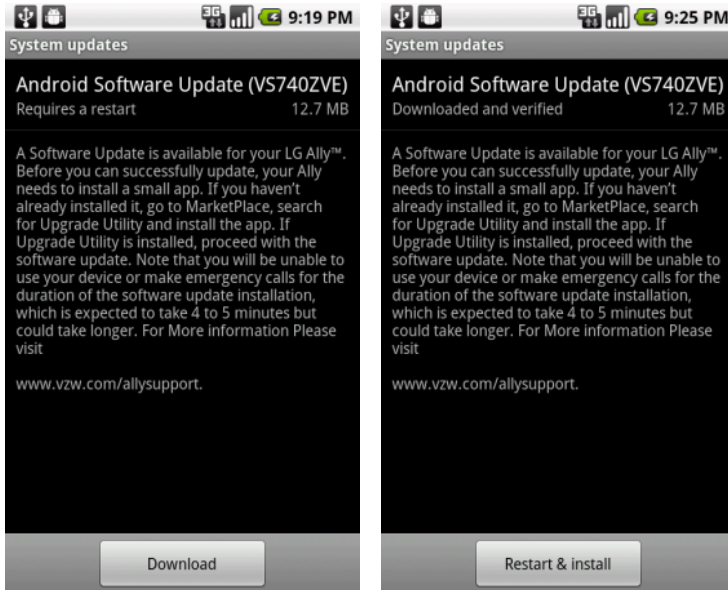 3G 9:19 PM
System updates
Android Software Update (VS740ZVE)
Requires a restart 12.7 MB
A Software Update is available for your LG Ally™.
Before you can successfully update, your Ally
needs to install a small app. If you haven't
already installed it, go to MarketPlace, search
for Upgrade Utility and install the app. If
Upgrade Utility is installed, proceed with the
software update. Note that you will be unable to
use your device or make emergency calls for the
duration of the software update installation,
which is expected to take 4 to 5 minutes but
could take longer. For More information Please
visit
www.vzw.com/allysupport.
Download
3G 9:25 PM
System updates
Android Software Update (VS740ZVE)
Downloaded and verified 12.7 MB
A Software Update is available for your LG Ally™.
Before you can successfully update, your Ally
needs to install a small app. If you haven't
already installed it, go to MarketPlace, search
for Upgrade Utility and install the app. If
Upgrade Utility is installed, proceed with the
software update. Note that you will be unable to
use your device or make emergency calls for the
duration of the software update installation,
which is expected to take 4 to 5 minutes but
could take longer. For More information Please
visit
www.vzw.com/allysupport.
Restart & install